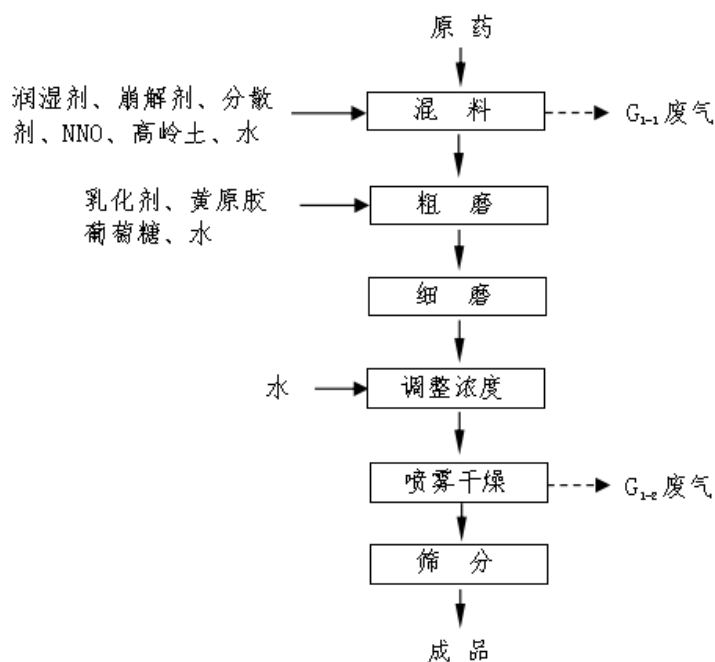 原 药
润湿剂、崩解剂、分散
剂、NNO、高岭土、水
混 料
G₁₋₁废气
乳化剂、黄原胶
葡萄糖、水
粗 磨
细 磨
水
调整浓度
喷雾干燥
G₁₋₂废气
筛 分
成 品